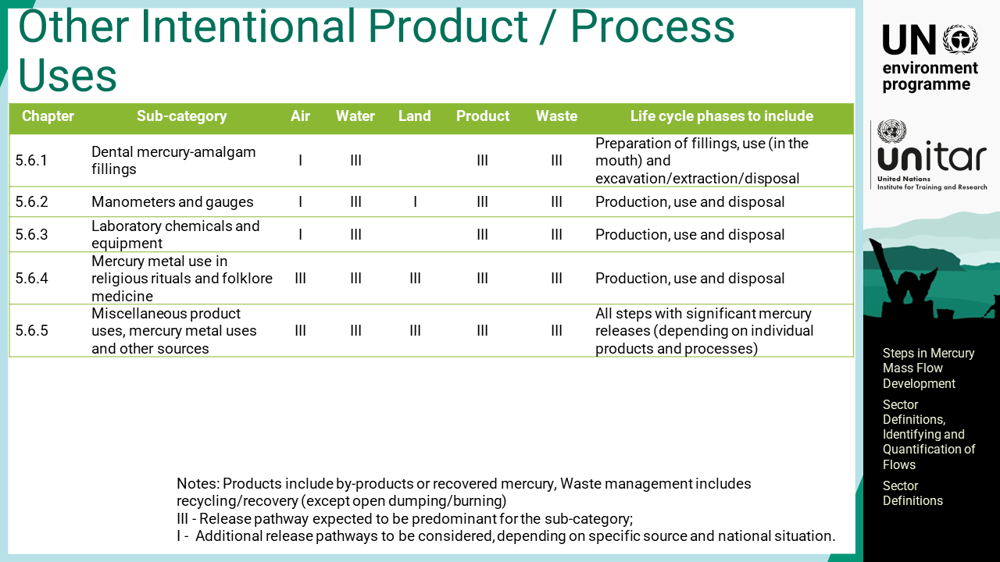 Other Intentional Product / Process
Uses
Chapter Sub-category Air Water Land Product Waste Life cycle phases to include
5.6.1 Dental mercury-amalgam fillings I III III III Preparation of fillings, use (in the mouth) and excavation/extraction/disposal
5.6.2 Manometers and gauges I III I III III Production, use and disposal
5.6.3 Laboratory chemicals and equipment I III III III Production, use and disposal
5.6.4 Mercury metal use in religious rituals and folklore medicine III III III III III Production, use and disposal
5.6.5 Miscellaneous product uses, mercury metal uses and other sources III III III III III All steps with significant mercury releases (depending on individual products and processes)
Notes: Products include by-products or recovered mercury, Waste management includes
recycling/recovery (except open dumping/burning)
III - Release pathway expected to be predominant for the sub-category;
I - Additional release pathways to be considered, depending on specific source and national situation.
UN
environment
programme
unitar
United Nations
Institute for Training and Research
Steps in Mercury
Mass Flow
Development
Sector
Definitions,
Identifying and
Quantification of
Flows
Sector
Definitions